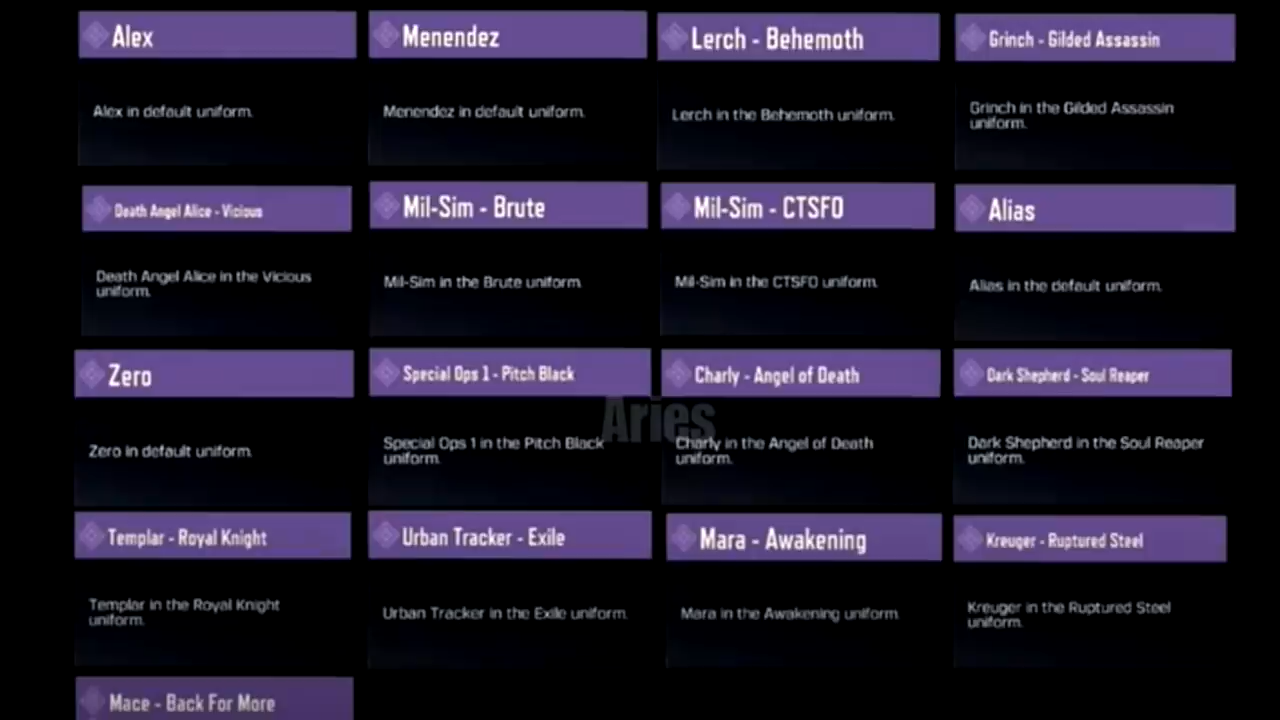 Alex
Menendez
Lerch - Behemoth
Grinch - Gilded Assassin
Alex in default uniform.
Menendez in default uniform.
Lerch in the Behemoth uniform.
Grinch in the Gilded Assassin
uniform.
Death Angel Alice - Vicious
Mil-Sim - Brute
Mil-Sim - CTSFO
Alias
Death Angel Alice in the Vicious
uniform.
Mil-Sim in the Brute uniform.
Mil-Sim in the CTSFO uniform.
Alias in the default uniform.
Zero
Special Ops 1 - Pitch Black
Charly - Angel of Death
Dark Shepherd - Soul Reaper
Aries
Zero in default uniform.
Special Ops 1 in the Pitch Black
uniform.
Charly in the Angel of Death
uniform.
Dark Shepherd in the Soul Reaper
uniform.
Templar - Royal Knight
Urban Tracker - Exile
Mara - Awakening
Kreuger - Ruptured Steel
Templar in the Royal Knight
uniform.
Urban Tracker in the Exile uniform.
Mara in the Awakening uniform.
Kreuger in the Ruptured Steel
uniform.
Mace - Back For More